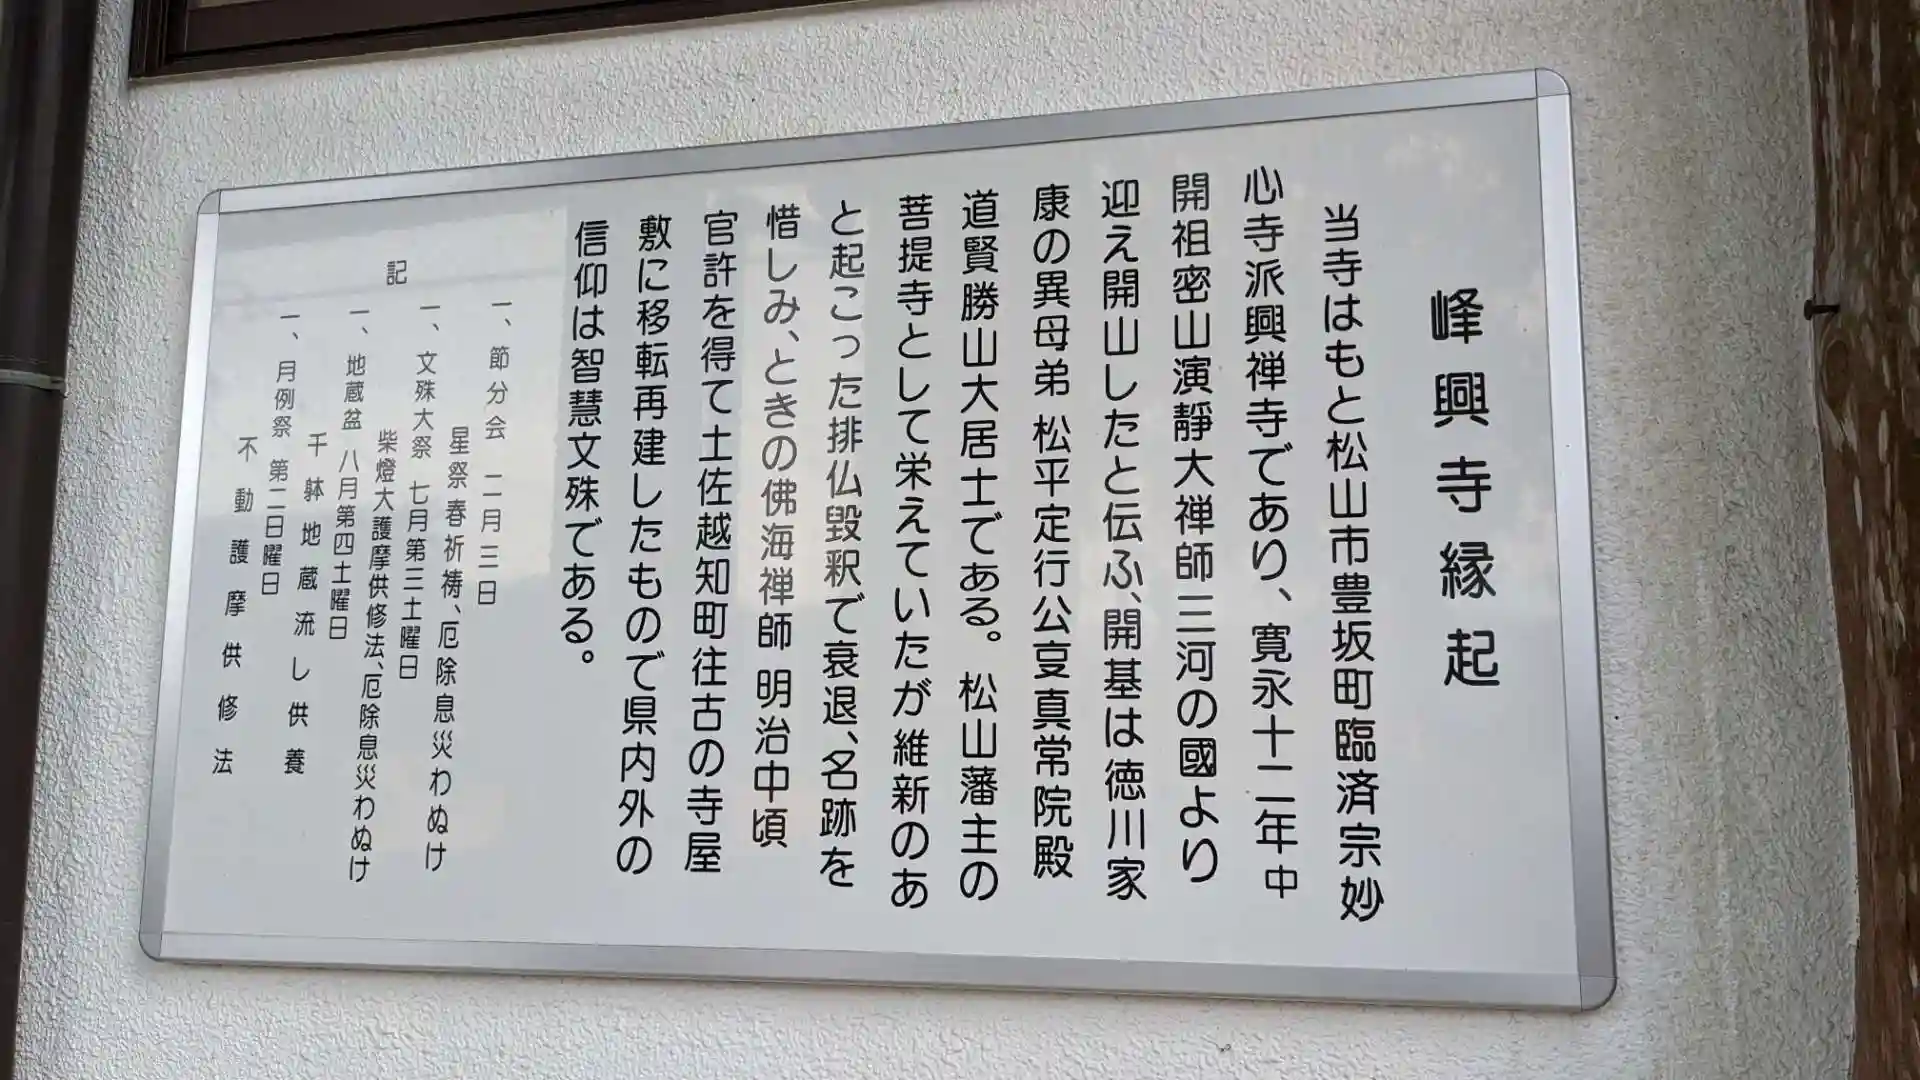 峰興寺縁起
当寺はもと松山市豊坂町臨済宗妙
心寺派興禅寺であり、寛永十二年中
開祖密山演靜大禅師三河の國より
迎え開山したと伝ふ、開基は徳川家
康の異母弟 松平定行公𡈽真常院殿
道賢勝山大居士である。松山藩主の
菩提寺として栄えていたが維新のあ
と起こった排仏毀釈で衰退、名跡を
惜しみ、ときの佛海禅師 明治中頃
官許を得て土佐越知町往古の寺屋
敷に移転再建したもので県内外の
信仰は智慧文殊である。
記
一、節分会 二月三日
星祭春祈祷、厄除息災わぬけ
一、文殊大祭 七月第三土曜日
柴燈大護摩供修法、厄除息災わぬけ
一、地蔵盆 八月第四土曜日
千躰地蔵流し供養
一、月例祭 第二日曜日
不動護摩供修法